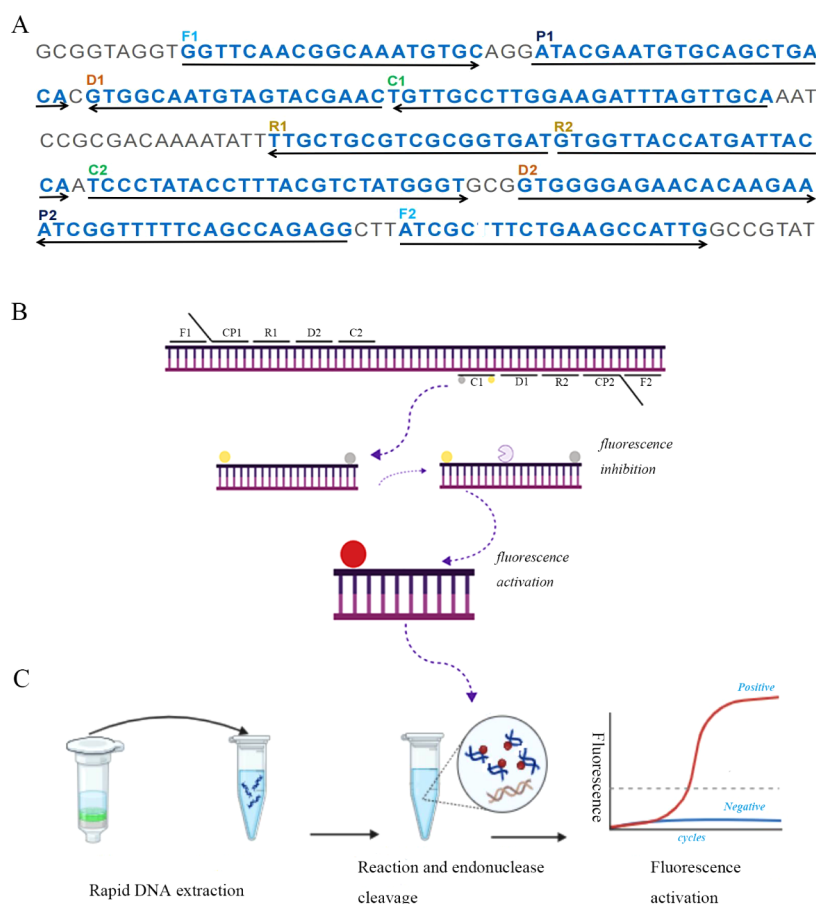 A
F1 P1
GCGGTAGGTGGTTCAACGGCAAATGTGCAGGATACGAATGTGCAGCTGA
D1 C1
CACGTGGCAATGTAGTACGAACTGTTGCCTTGGAAGATTTAGTTGCAAAT
R1 R2
CCGCGACAAAATATTTTGCTGCGTCGCGGTGATGTGGTTACCATGATTAC
C2 D2
CAATCCCTATACCTTTACGTCTATGGGTGCGGTGGGGAGAACACAAGAA
P2 F2
ATCGGTTTTTCAGCCAGAGGCTTATCGCTTTCTGAAGCCATTGGCCGTAT
B
F1 CP1 R1 D2 C2
C1 D1 R2 CP2 F2
fluorescence
inhibition
fluorescence
activation
C
Positive
Fluorescence
Negative
cycles
Rapid DNA extraction
Reaction and endonuclease
cleavage
Fluorescence
activation